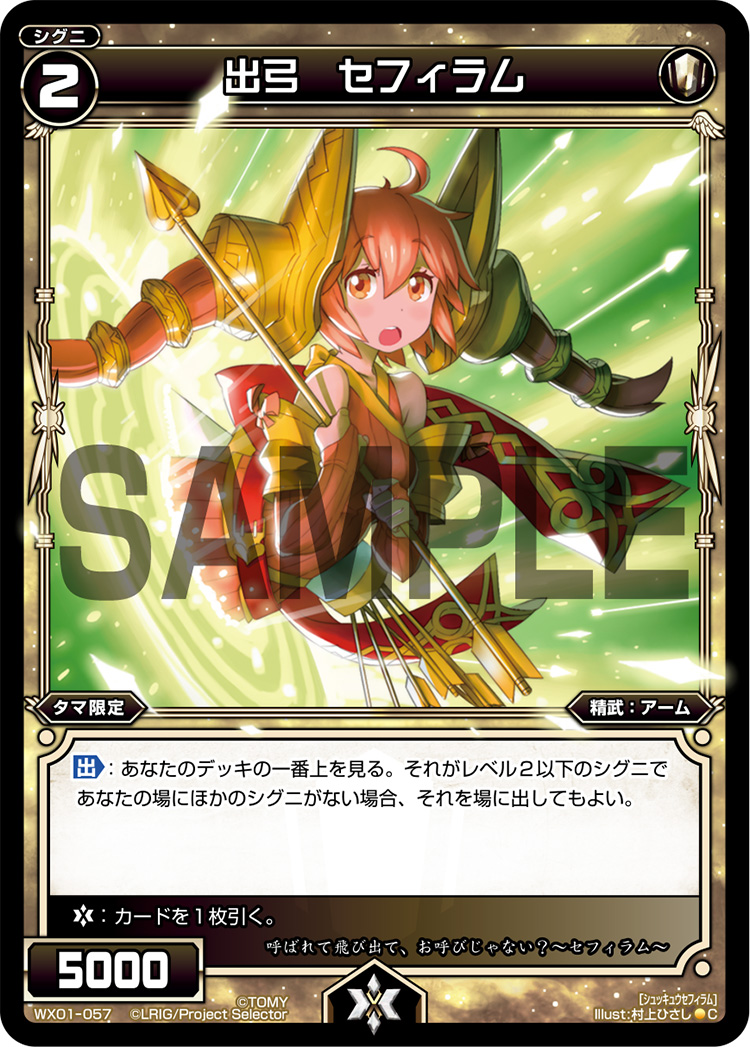 シグニ
2
出弓 セフィラム
SAMPLE
タマ限定
精武：アーム
出：あなたのデッキの一番上を見る。それがレベル２以下のシグニで
あなたの場にほかのシグニがない場合、それを場に出してもよい。
：カードを１枚引く。
呼ばれて飛び出て、お呼びじゃない？～セフィラム～
5000
WX01-057 ©LRIG/Project Selector
©TOMY
[シュッキュウセフィラム]
Illust:村上ひさし C